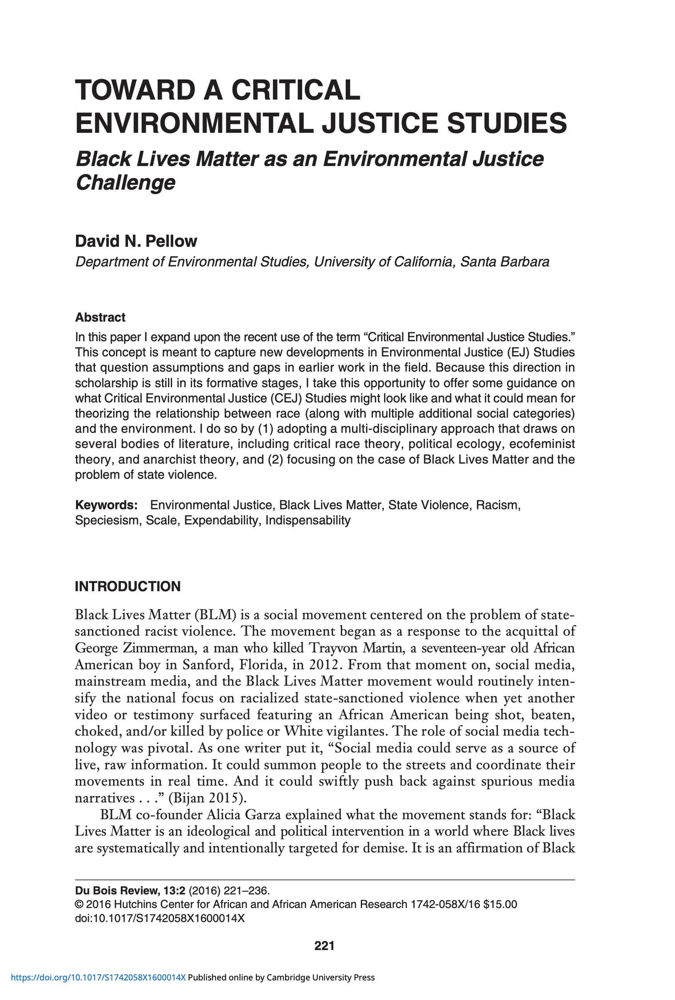 TOWARD A CRITICAL
ENVIRONMENTAL JUSTICE STUDIES
Black Lives Matter as an Environmental Justice
Challenge
David N. Pellow
Department of Environmental Studies, University of California, Santa Barbara
Abstract
In this paper I expand upon the recent use of the term “Critical Environmental Justice Studies.”
This concept is meant to capture new developments in Environmental Justice (EJ) Studies
that question assumptions and gaps in earlier work in the field. Because this direction in
scholarship is still in its formative stages, I take this opportunity to offer some guidance on
what Critical Environmental Justice (CEJ) Studies might look like and what it could mean for
theorizing the relationship between race (along with multiple additional social categories)
and the environment. I do so by (1) adopting a multi-disciplinary approach that draws on
several bodies of literature, including critical race theory, political ecology, ecofeminist
theory, and anarchist theory, and (2) focusing on the case of Black Lives Matter and the
problem of state violence.
Keywords: Environmental Justice, Black Lives Matter, State Violence, Racism,
Speciesism, Scale, Expendability, Indispensability
INTRODUCTION
Black Lives Matter (BLM) is a social movement centered on the problem of state-
sanctioned racist violence. The movement began as a response to the acquittal of
George Zimmerman, a man who killed Trayvon Martin, a seventeen-year old African
American boy in Sanford, Florida, in 2012. From that moment on, social media,
mainstream media, and the Black Lives Matter movement would routinely inten-
sify the national focus on racialized state-sanctioned violence when yet another
video or testimony surfaced featuring an African American being shot, beaten,
choked, and/or killed by police or White vigilantes. The role of social media tech-
nology was pivotal. As one writer put it, “Social media could serve as a source of
live, raw information. It could summon people to the streets and coordinate their
movements in real time. And it could swiftly push back against spurious media
narratives . . .” (Bijan 2015).
BLM co-founder Alicia Garza explained what the movement stands for: “Black
Lives Matter is an ideological and political intervention in a world where Black lives
are systematically and intentionally targeted for demise. It is an affirmation of Black
Du Bois Review, 13:2 (2016) 221–236.
© 2016 Hutchins Center for African and African American Research 1742-058X/16 $15.00
doi:10.1017/S1742058X1600014X
221
https://doi.org/10.1017/S1742058X1600014X Published online by Cambridge University Press